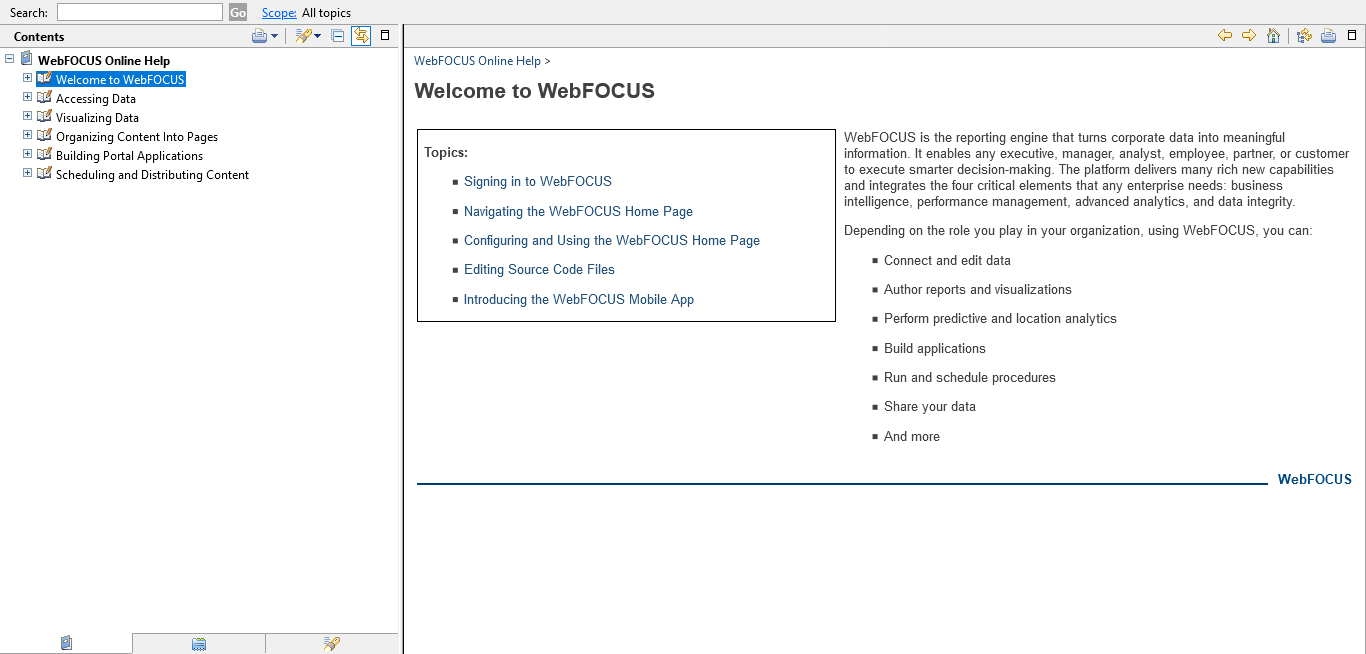 Search:
Go
Scope: All topics
Contents
WebFOCUS Online Help
Welcome to WebFOCUS
Accessing Data
Visualizing Data
Organizing Content Into Pages
Building Portal Applications
Scheduling and Distributing Content
WebFOCUS Online Help >
Welcome to WebFOCUS
Topics:
Signing in to WebFOCUS
Navigating the WebFOCUS Home Page
Configuring and Using the WebFOCUS Home Page
Editing Source Code Files
Introducing the WebFOCUS Mobile App
WebFOCUS is the reporting engine that turns corporate data into meaningful
information. It enables any executive, manager, analyst, employee, partner, or customer
to execute smarter decision-making. The platform delivers many rich new capabilities
and integrates the four critical elements that any enterprise needs: business
intelligence, performance management, advanced analytics, and data integrity.
Depending on the role you play in your organization, using WebFOCUS, you can:
Connect and edit data
Author reports and visualizations
Perform predictive and location analytics
Build applications
Run and schedule procedures
Share your data
And more
WebFOCUS